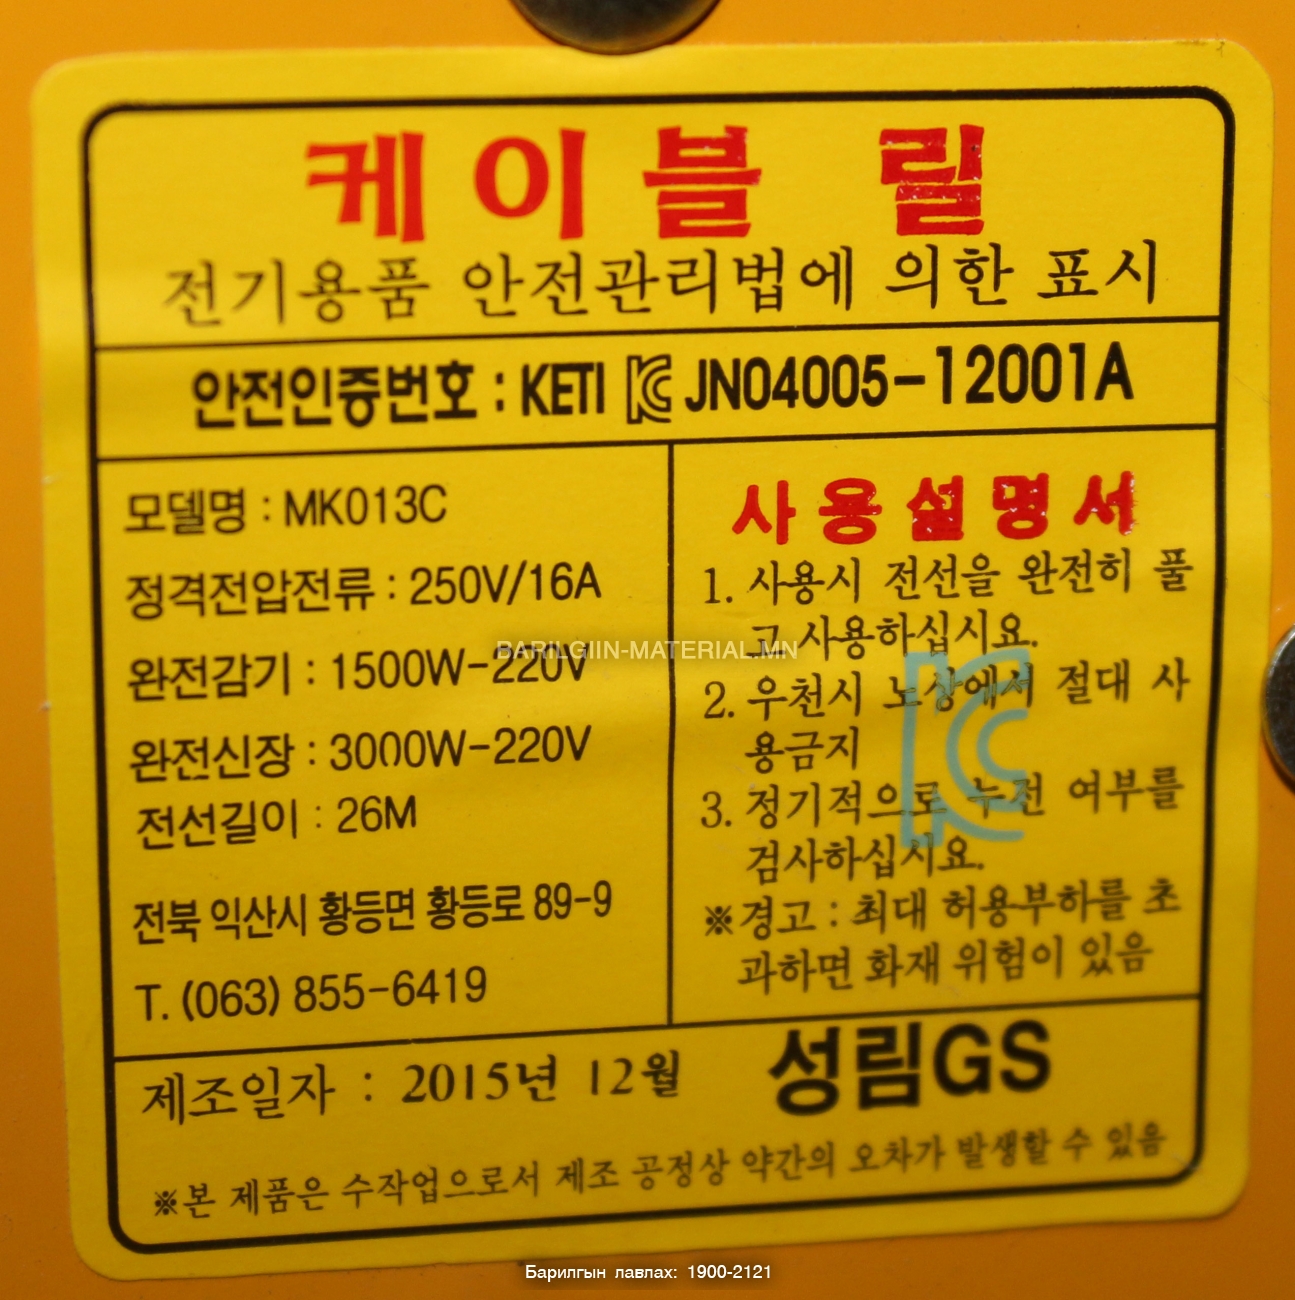 케이블 릴
전기용품 안전관리법에 의한 표시
안전인증번호 : KETI KC JN04005-12001A
모델명 : MK013C
정격전압전류 : 250V/16A
완전감기 : 1500W-220V
완전신장 : 3000W-220V
전선길이 : 26M
전북 익산시 황등면 황등로 89-9
T. (063) 855-6419
사용설명서
1. 사용시 전선을 완전히 풀
고 사용하십시요.
2. 우천시 노상에서 절대 사
용금지
3. 정기적으로 누전 여부를
검사하십시요.
※경고 : 최대 허용부하를 초
과하면 화재 위험이 있음
KC
제조일자 : 2015년 12월
성림GS
※본 제품은 수작업으로서 제조 공정상 약간의 오차가 발생할 수 있음
BARILGIIN-MATERIAL.MN
Барилгын лавлах: 1900-2121